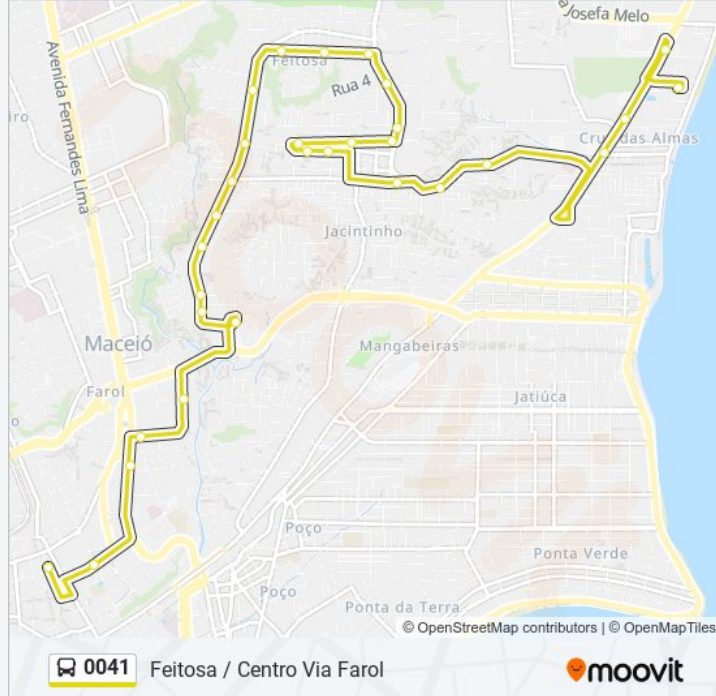 a Josefa Melo
Avenida Fernandes Lima
Feitosa
Rua 4
Cruz das Almas
Jacintinho
Maceió
Mangabeiras
Farol
Jatiúca
Poço
Ponta Verde
Poço
Ponta da Terra
© OpenStreetMap contributors | © OpenMapTiles
0041 Feitosa / Centro Via Farol
moovit